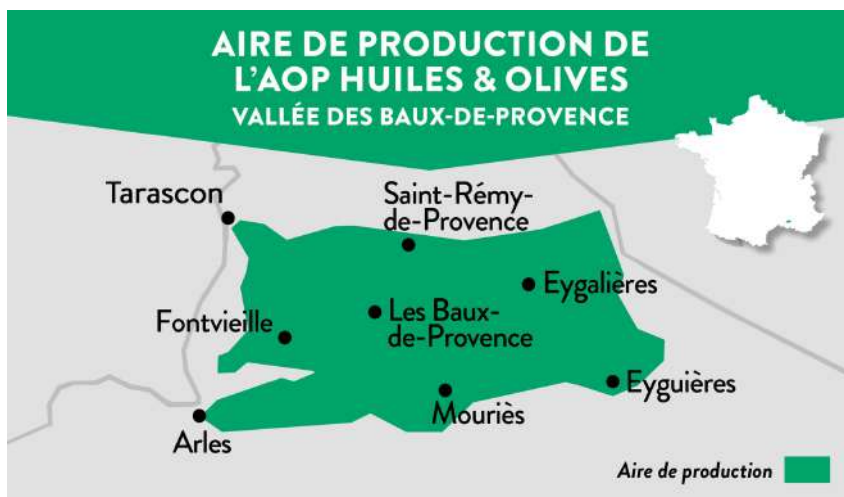 AIRE DE PRODUCTION DE
L'AOP HUILES & OLIVES
VALLÉE DES BAUX-DE-PROVENCE
Tarascon
Saint-Rémy-
de-Provence
Eygalières
Les Baux-
de-Provence
Fontvieille
Eyguières
Mouriès
Arles
Aire de production